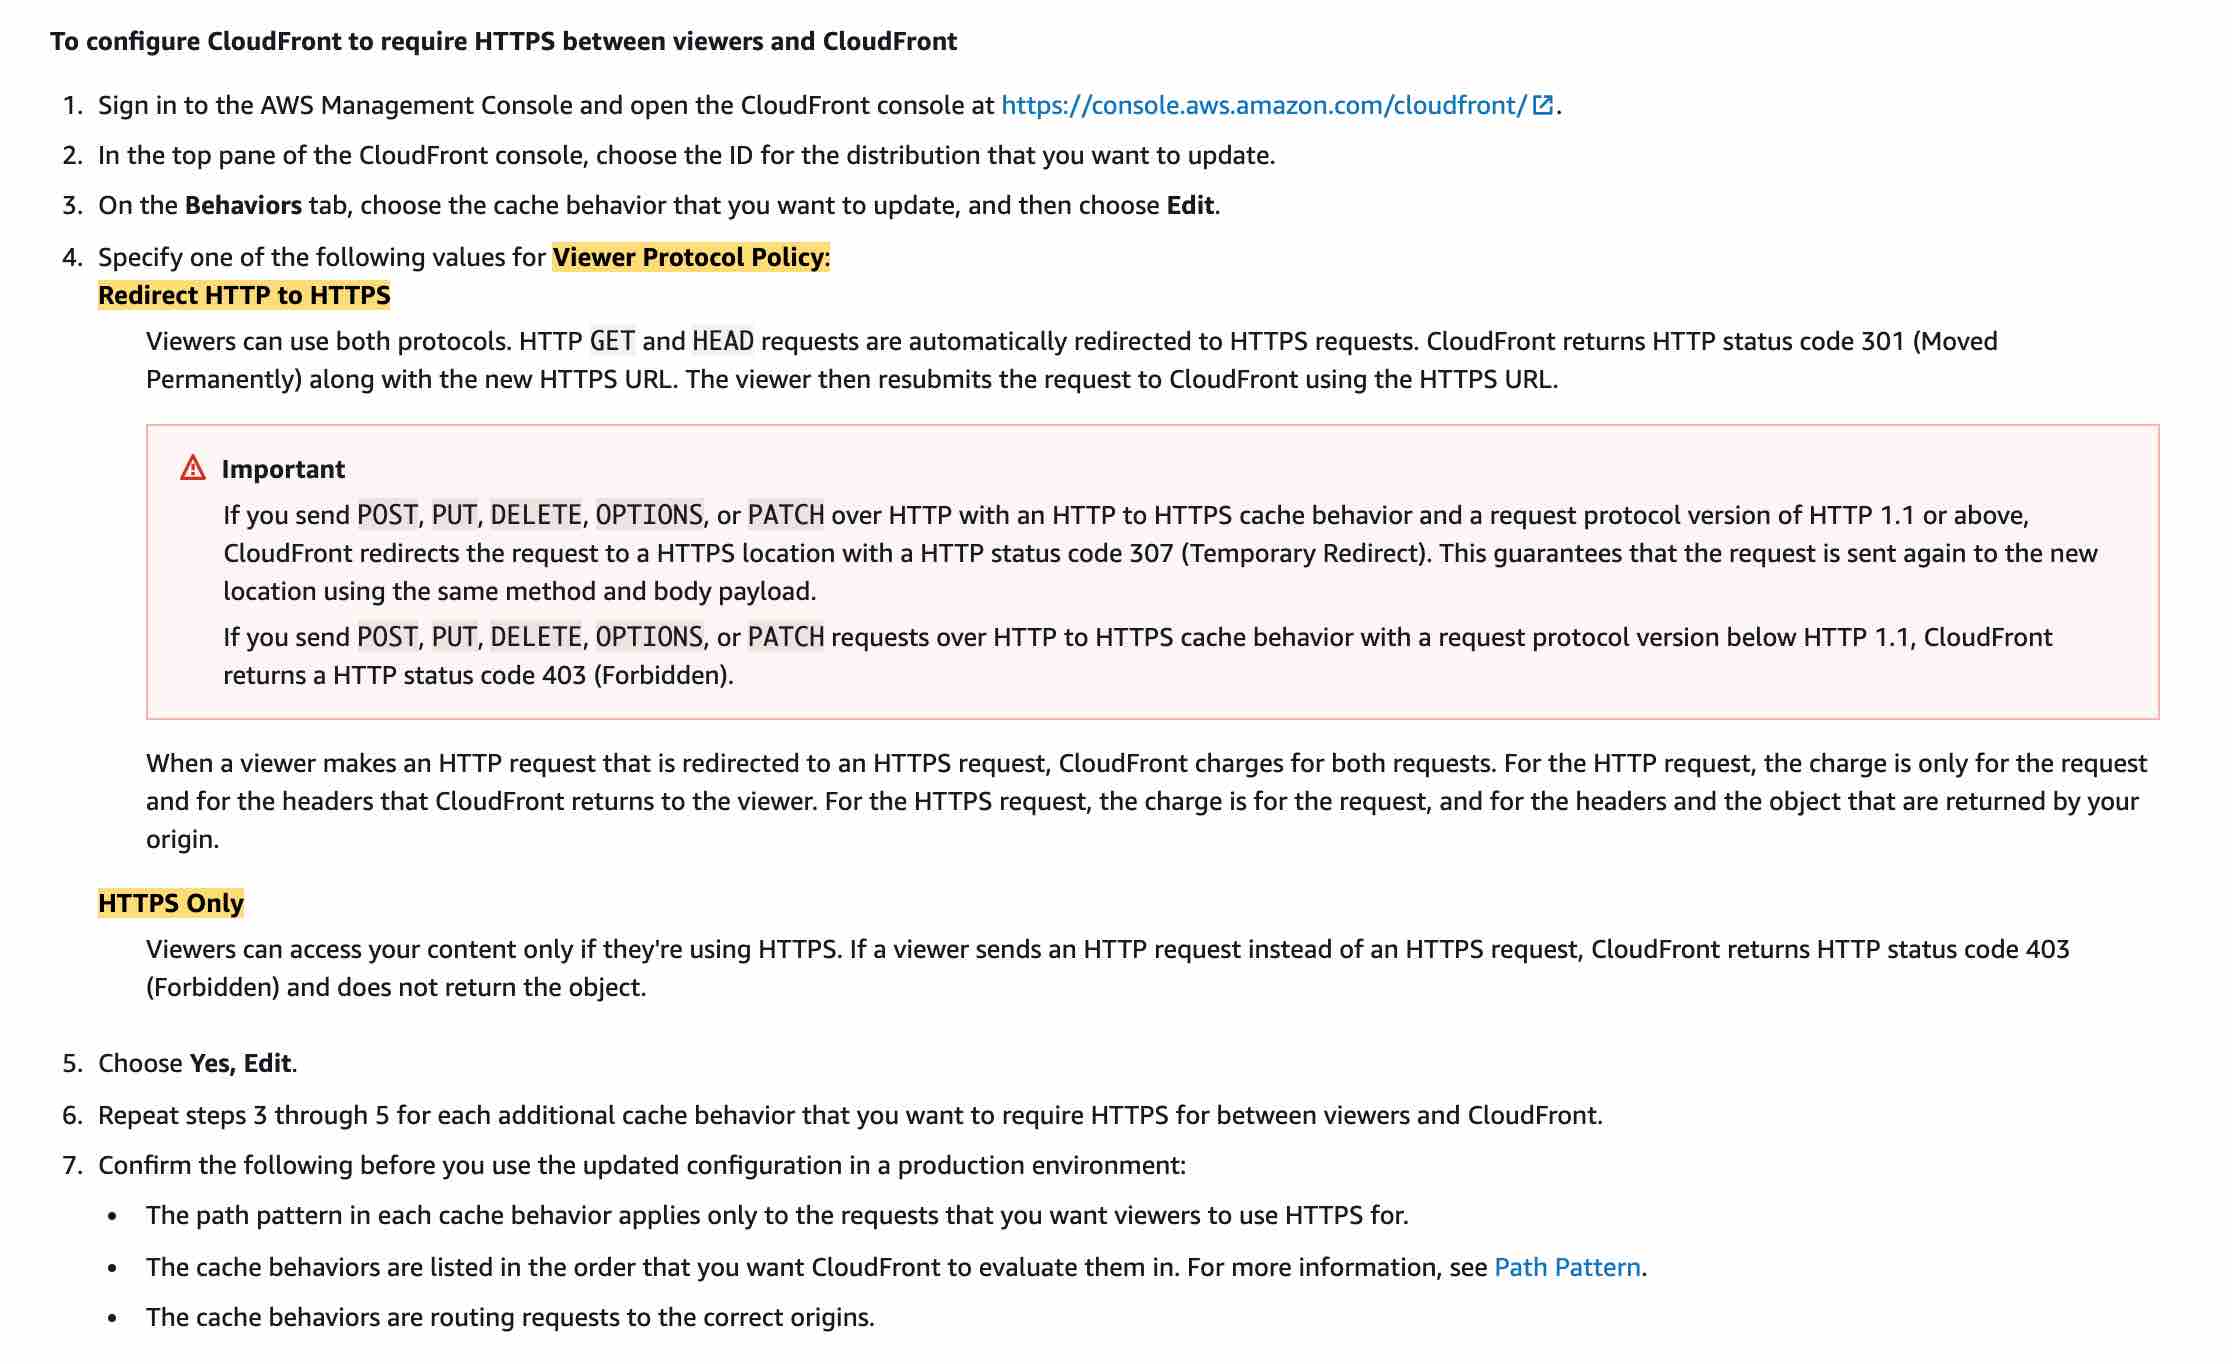 To configure CloudFront to require HTTPS between viewers and CloudFront
1. Sign in to the AWS Management Console and open the CloudFront console at https://console.aws.amazon.com/cloudfront/.
2. In the top pane of the CloudFront console, choose the ID for the distribution that you want to update.
3. On the Behaviors tab, choose the cache behavior that you want to update, and then choose Edit.
4. Specify one of the following values for Viewer Protocol Policy:
Redirect HTTP to HTTPS
Viewers can use both protocols. HTTP GET and HEAD requests are automatically redirected to HTTPS requests. CloudFront returns HTTP status code 301 (Moved
Permanently) along with the new HTTPS URL. The viewer then resubmits the request to CloudFront using the HTTPS URL.
Important
If you send POST, PUT, DELETE, OPTIONS, or PATCH over HTTP with an HTTP to HTTPS cache behavior and a request protocol version of HTTP 1.1 or above,
CloudFront redirects the request to a HTTPS location with a HTTP status code 307 (Temporary Redirect). This guarantees that the request is sent again to the new
location using the same method and body payload.
If you send POST, PUT, DELETE, OPTIONS, or PATCH requests over HTTP to HTTPS cache behavior with a request protocol version below HTTP 1.1, CloudFront
returns a HTTP status code 403 (Forbidden).
When a viewer makes an HTTP request that is redirected to an HTTPS request, CloudFront charges for both requests. For the HTTP request, the charge is only for the request
and for the headers that CloudFront returns to the viewer. For the HTTPS request, the charge is for the request, and for the headers and the object that are returned by your
origin.
HTTPS Only
Viewers can access your content only if they're using HTTPS. If a viewer sends an HTTP request instead of an HTTPS request, CloudFront returns HTTP status code 403
(Forbidden) and does not return the object.
5. Choose Yes, Edit.
6. Repeat steps 3 through 5 for each additional cache behavior that you want to require HTTPS for between viewers and CloudFront.
7. Confirm the following before you use the updated configuration in a production environment:
• The path pattern in each cache behavior applies only to the requests that you want viewers to use HTTPS for.
• The cache behaviors are listed in the order that you want CloudFront to evaluate them in. For more information, see Path Pattern.
• The cache behaviors are routing requests to the correct origins.